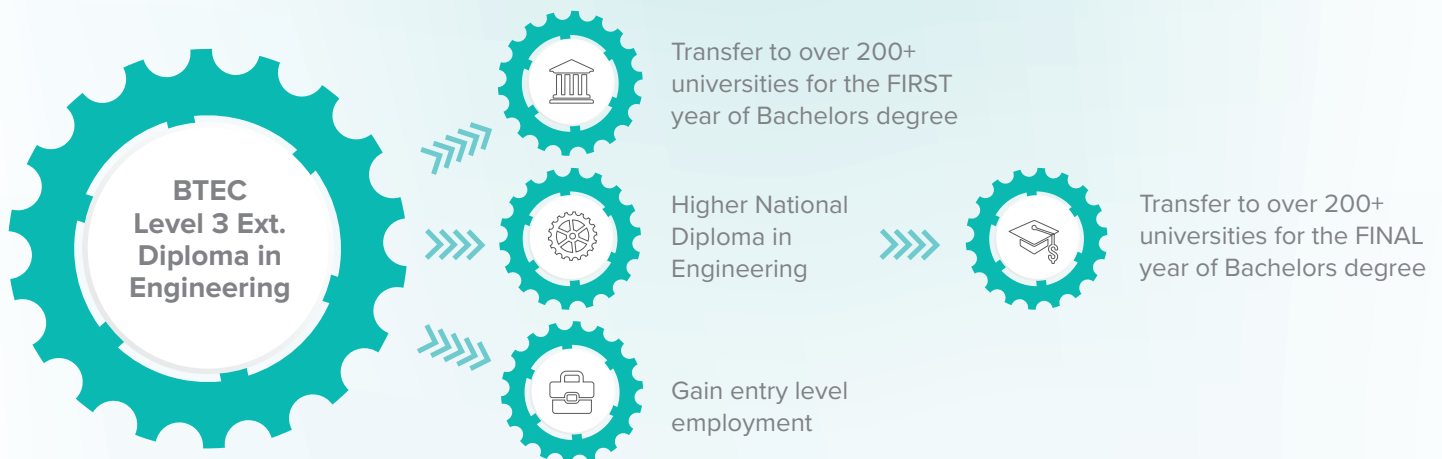 BTEC
Level 3 Ext.
Diploma in
Engineering
Transfer to over 200+
universities for the FIRST
year of Bachelors degree
Higher National
Diploma in
Engineering
Transfer to over 200+
universities for the FINAL
year of Bachelors degree
Gain entry level
employment